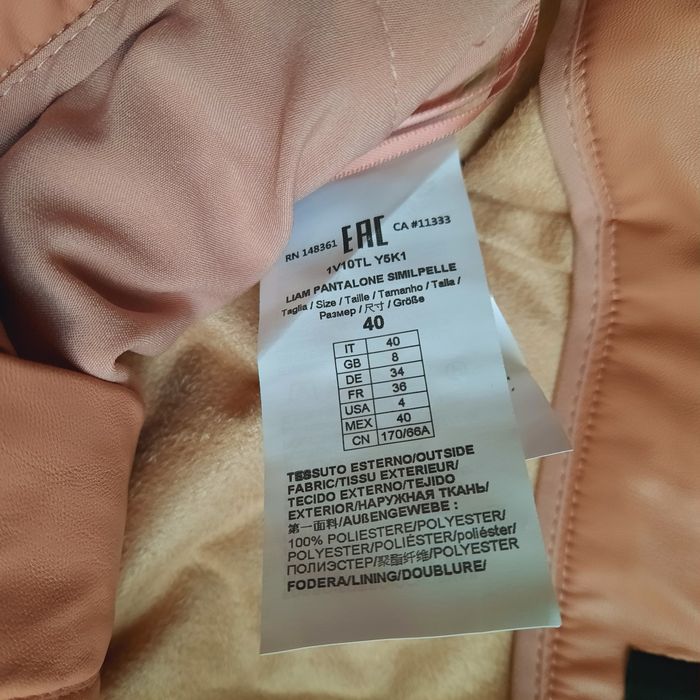 RN 148361 EAC CA #11333
1V10TL Y5K1
LIAM PANTALONE SIMILPELLE
Taglia / Size / Taille / Tamanho / Talla /
Размер / 尺寸 / Größe
40
IT 40
GB 8
DE 34
FR 36
USA 4
MEX 40
CN 170/66A
TESSUTO ESTERNO/OUTSIDE
FABRIC/TISSU EXTERIEUR/
TECIDO EXTERNO/TEJIDO
EXTERIOR/НАРУЖНАЯ ТКАНЬ/
第一面料/AUßENGEWEBE :
100% POLIESTERE/POLYESTER/
POLYESTER/POLIÉSTER/poliéster/
ПОЛИЭСТЕР/聚酯纤维/POLYESTER
FODERA/LINING/DOUBLURE/